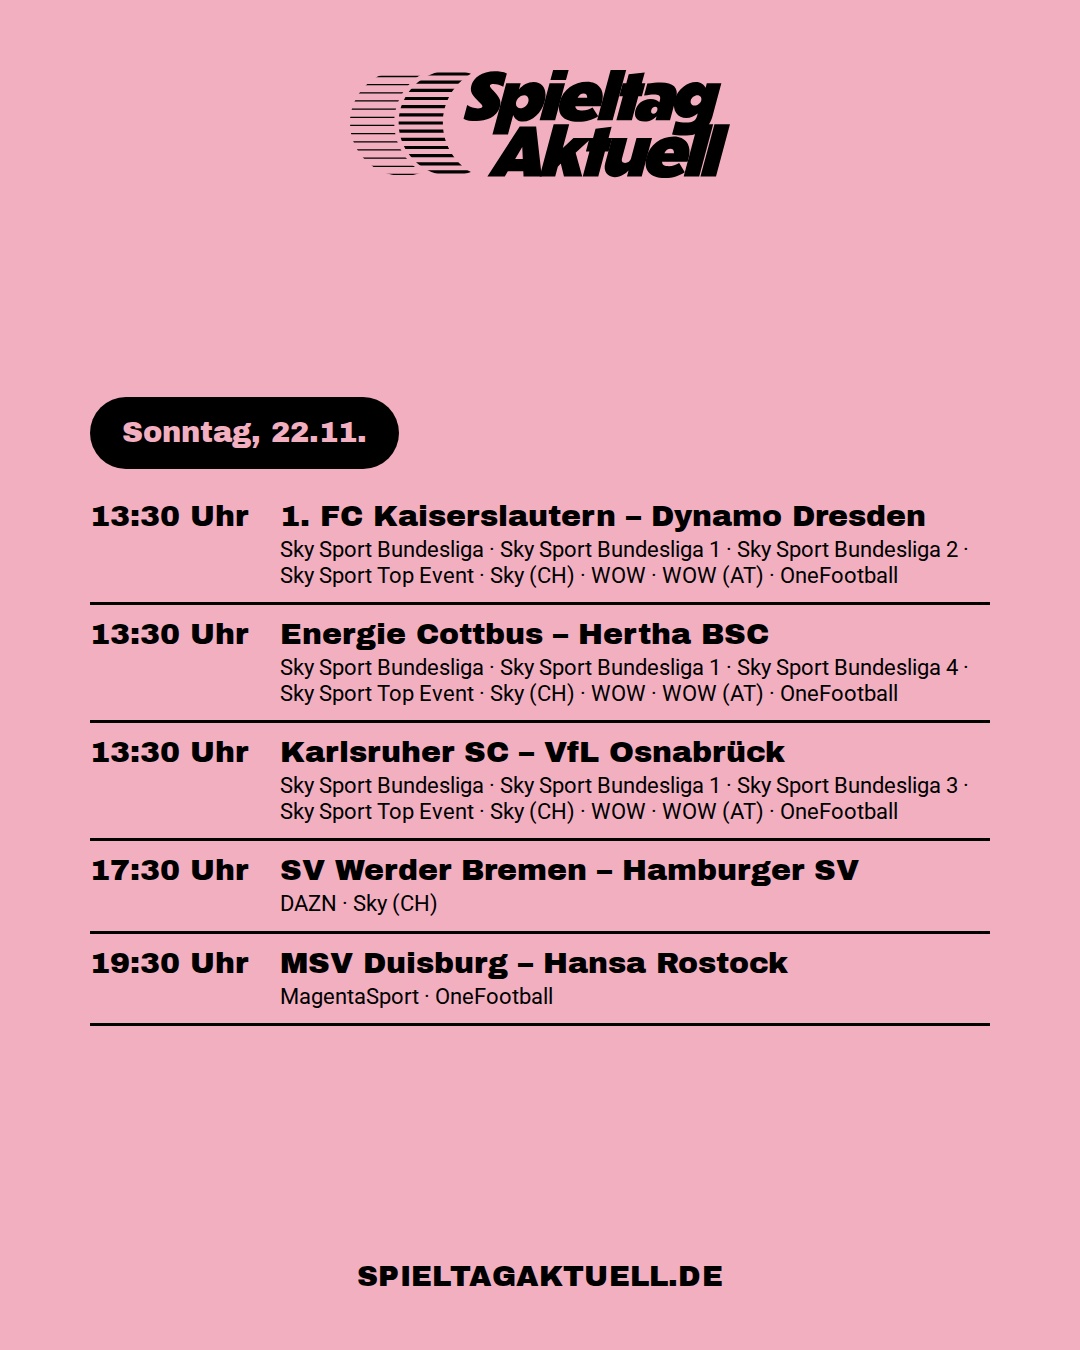 Spieltag
Aktuell
Sonntag, 22.11.
13:30 Uhr 1. FC Kaiserslautern – Dynamo Dresden
Sky Sport Bundesliga · Sky Sport Bundesliga 1 · Sky Sport Bundesliga 2 ·
Sky Sport Top Event · Sky (CH) · WOW · WOW (AT) · OneFootball
13:30 Uhr Energie Cottbus – Hertha BSC
Sky Sport Bundesliga · Sky Sport Bundesliga 1 · Sky Sport Bundesliga 4 ·
Sky Sport Top Event · Sky (CH) · WOW · WOW (AT) · OneFootball
13:30 Uhr Karlsruher SC – VfL Osnabrück
Sky Sport Bundesliga · Sky Sport Bundesliga 1 · Sky Sport Bundesliga 3 ·
Sky Sport Top Event · Sky (CH) · WOW · WOW (AT) · OneFootball
17:30 Uhr SV Werder Bremen – Hamburger SV
DAZN · Sky (CH)
19:30 Uhr MSV Duisburg – Hansa Rostock
MagentaSport · OneFootball
SPIELTAGAKTUELL.DE